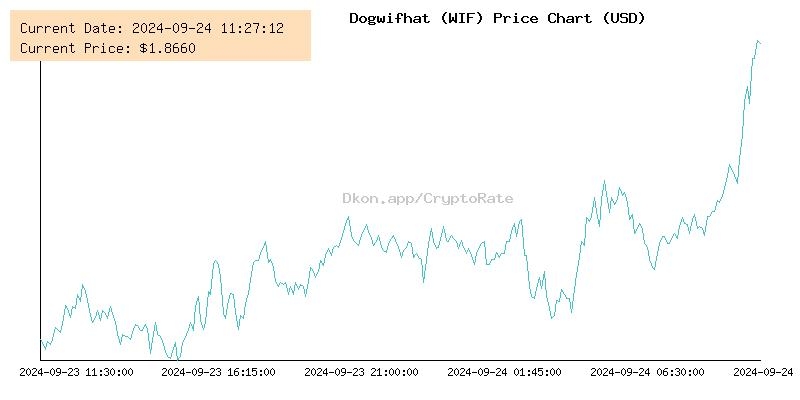 Dogwifhat (WIF) Price Chart (USD)
Current Date: 2024-09-24 11:27:12
Current Price: $1.8660
Dkon.app/CryptoRate
2024-09-23 11:30:00 2024-09-23 16:15:00 2024-09-23 21:00:00 2024-09-24 01:45:00 2024-09-24 06:30:00 2024-09-24